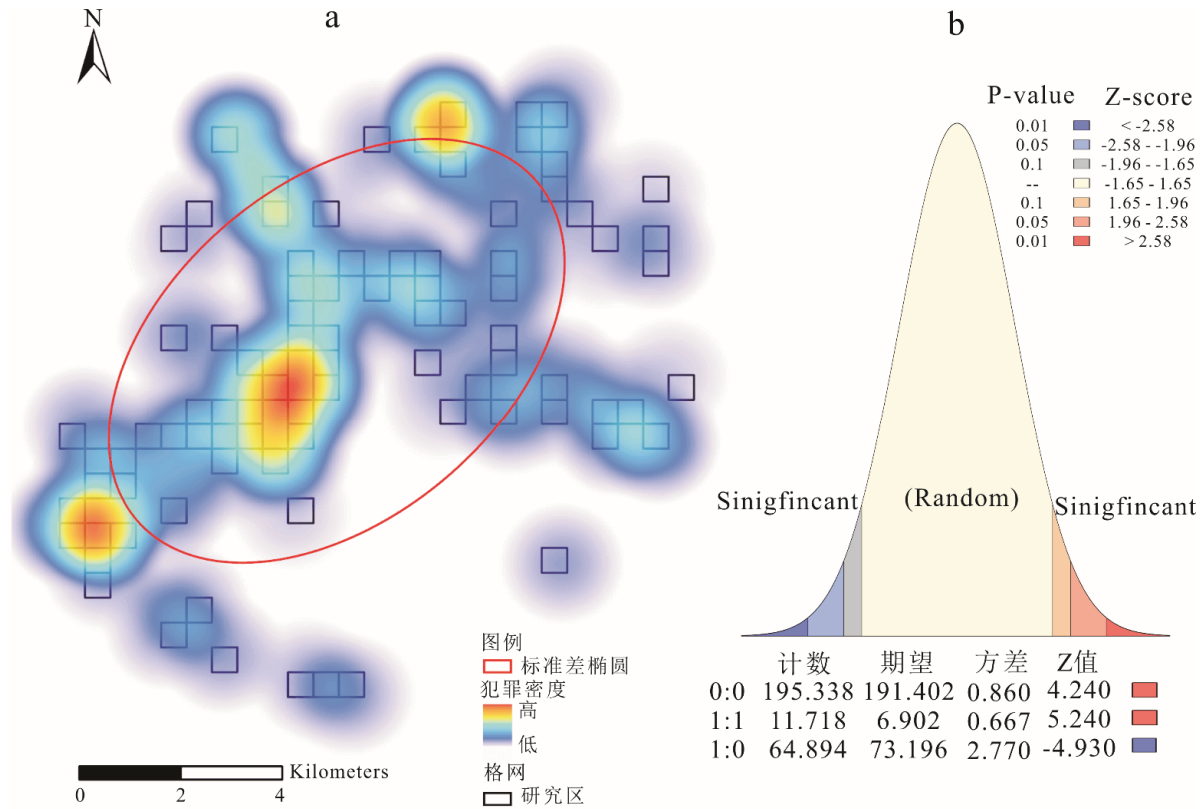 a
N
图例
标准差椭圆
犯罪密度
高
低
格网
研究区
Kilometers
0 2 4
b
P-value Z-score
0.01 < -2.58
0.05 -2.58 - -1.96
0.1 -1.96 - -1.65
-- -1.65 - 1.65
0.1 1.65 - 1.96
0.05 1.96 - 2.58
0.01 > 2.58
Sinigfincant (Random) Sinigfincant
计数 期望 方差 Z值
0:0 195.338 191.402 0.860 4.240
1:1 11.718 6.902 0.667 5.240
1:0 64.894 73.196 2.770 -4.930